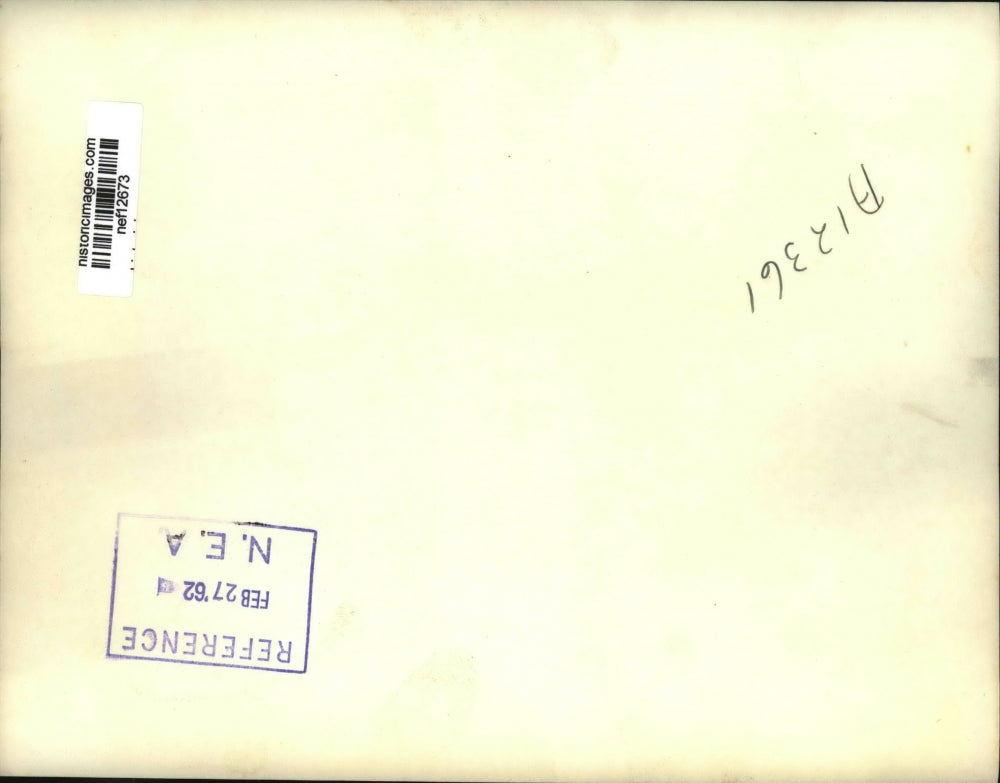 historicimages.com
nef12673
A12361
REFERENCE
FEB 27 '62
N.E.A.